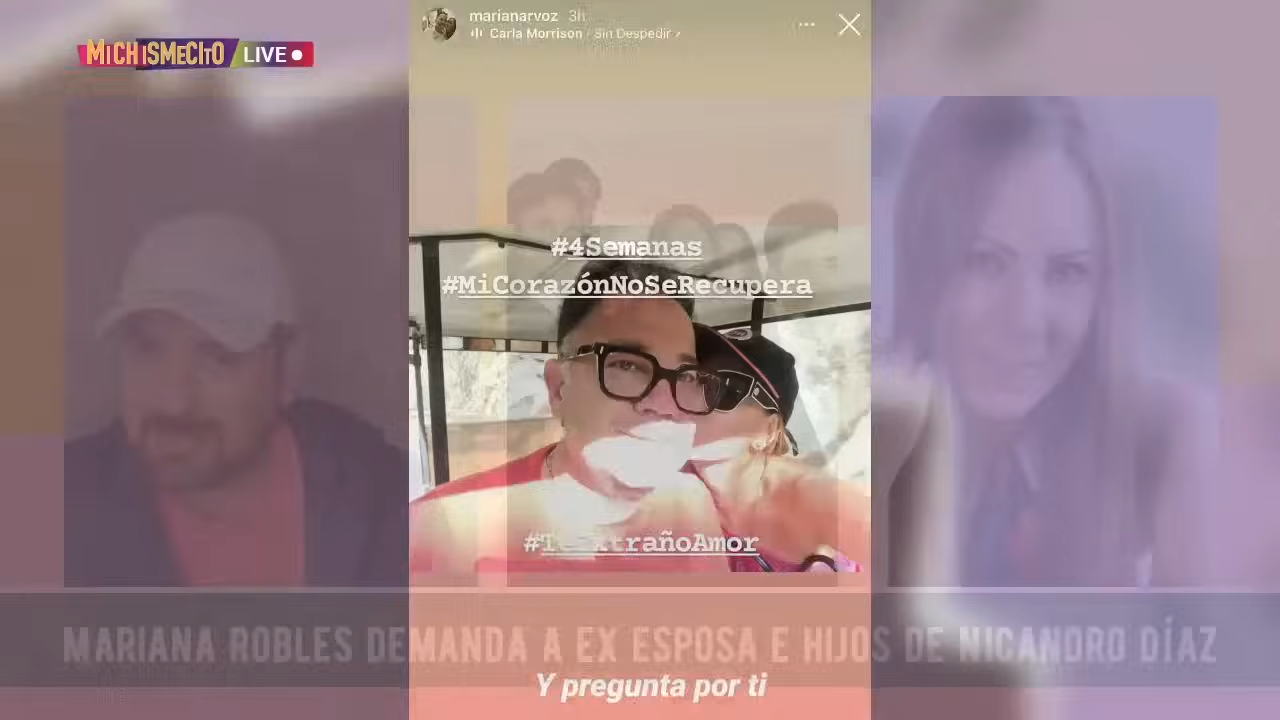 marianarvoz 3h
Carla Morrison · Sin Despedir ›
MICHISMECITO LIVE
#4Semanas
#MiCorazónNoSeRecupera
#TeExtrañoAmor
MARIANA ROBLES DEMANDA A EX ESPOSA E HIJOS DE NICANDRO DÍAZ
Y pregunta por ti